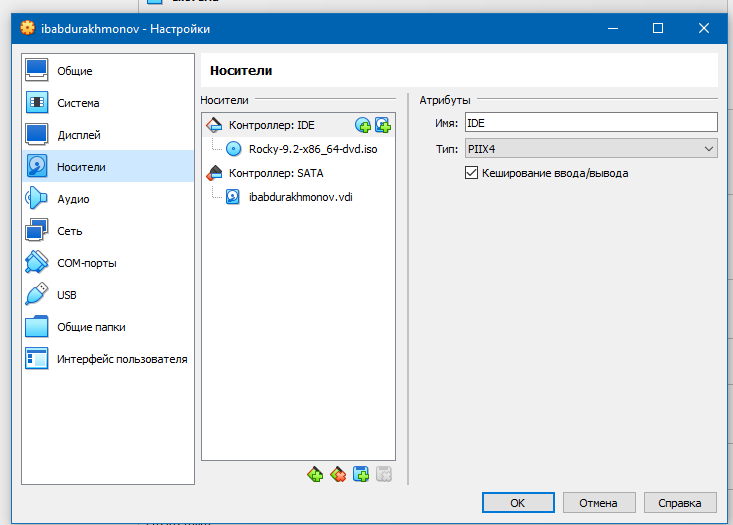 ibabdurakhmonov - Настройки
Общие
Система
Дисплей
Носители
Аудио
Сеть
COM-порты
USB
Общие папки
Интерфейс пользователя
Носители
Носители
Контроллер: IDE
Rocky-9.2-x86_64-dvd.iso
Контроллер: SATA
ibabdurakhmonov.vdi
Атрибуты
Имя: IDE
Тип: PIIX4
Кеширование ввода/вывода
OK
Отмена
Справка